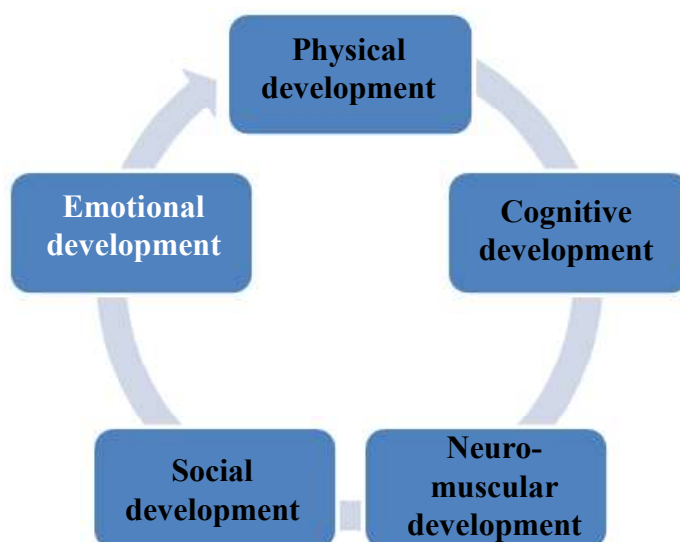 Physical
development
Cognitive
development
Neuro-
muscular
development
Social
development
Emotional
development